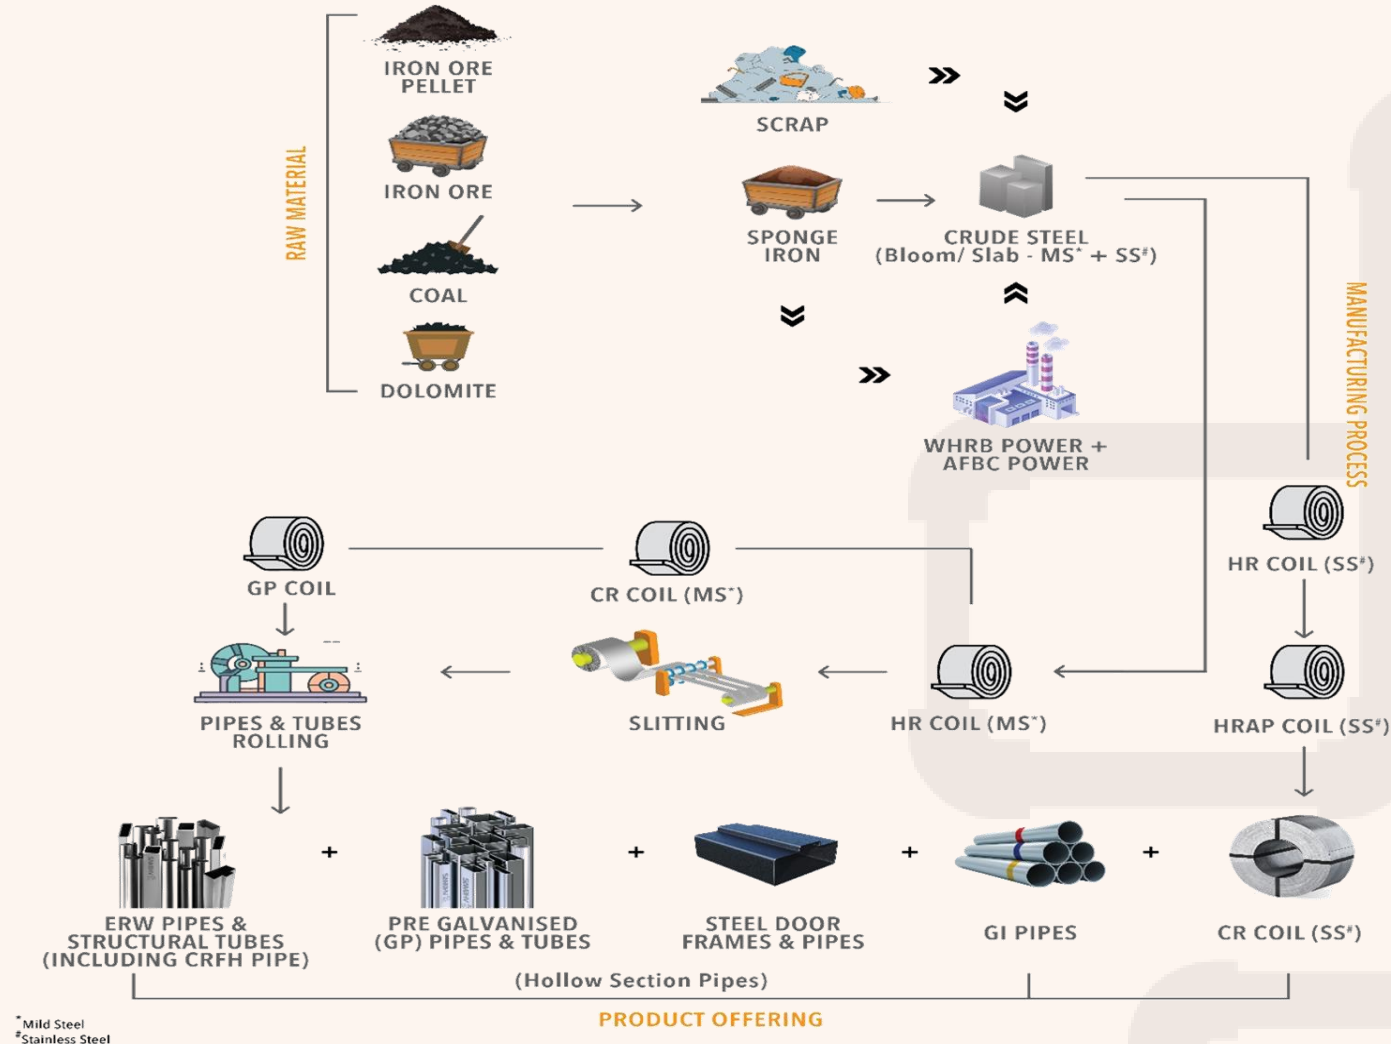 RAW MATERIAL
IRON ORE
PELLET
IRON ORE
COAL
DOLOMITE
SCRAP
SPONGE
IRON
CRUDE STEEL
(Bloom/ Slab - MS* + SS#)
WHRB POWER +
AFBC POWER
MANUFACTURING PROCESS
GP COIL
CR COIL (MS*)
HR COIL (SS#)
PIPES & TUBES
ROLLING
SLITTING
HR COIL (MS*)
HRAP COIL (SS#)
+
+
+
+
ERW PIPES &
STRUCTURAL TUBES
(INCLUDING CRFH PIPE)
PRE GALVANISED
(GP) PIPES & TUBES
STEEL DOOR
FRAMES & PIPES
GI PIPES
CR COIL (SS#)
(Hollow Section Pipes)
PRODUCT OFFERING
*Mild Steel
#Stainless Steel